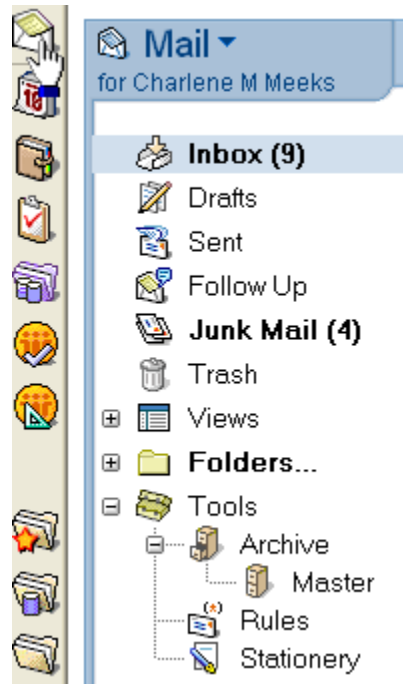 Mail
for Charlene M Meeks
16
Inbox (9)
Drafts
Sent
Follow Up
Junk Mail (4)
Trash
Views
Folders...
Tools
Archive
Master
Rules
Stationery